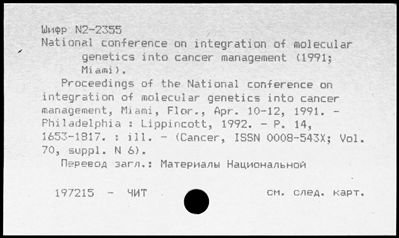 Шифр N2-2355
National conference on integration of molecular
genetics into cancer management (1991;
Miami).
Proceedings of the National conference on
integration of molecular genetics into cancer
management, Miami, Flor., Apr. 10-12, 1991. -
Philadelphia : Lippincott, 1992. - P. 14,
1653-1817. : ill. - (Cancer, ISSN 0008-543X; Vol.
70, suppl. N 6).
Перевод загл.: Материалы Национальной
197215 - ЧИТ см. след. карт.